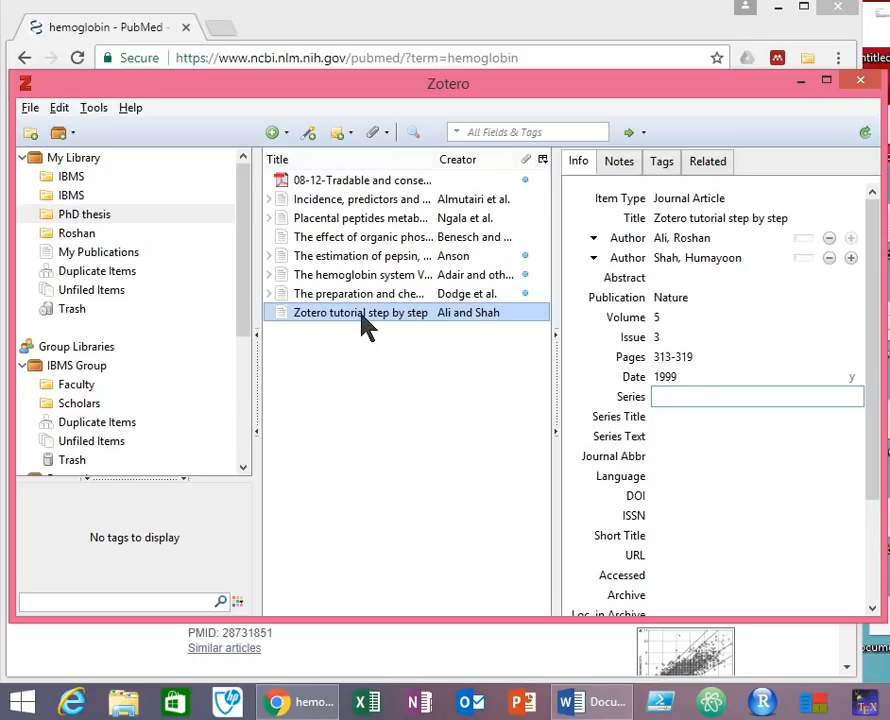 hemoglobin - PubMed -
Secure https://www.ncbi.nlm.nih.gov/pubmed/?term=hemoglobin
Zotero
File Edit Tools Help
All Fields & Tags
My Library
IBMS
IBMS
PhD thesis
Roshan
My Publications
Duplicate Items
Unfiled Items
Trash
Group Libraries
IBMS Group
Faculty
Scholars
Duplicate Items
Unfiled Items
Trash
No tags to display
Title Creator
08-12-Tradable and conse...
Incidence, predictors and ... Almutairi et al.
Placental peptides metab... Ngala et al.
The effect of organic phos... Benesch and ...
The estimation of pepsin, ... Anson
The hemoglobin system V... Adair and oth...
The preparation and che... Dodge et al.
Zotero tutorial step by step Ali and Shah
Info Notes Tags Related
Item Type Journal Article
Title Zotero tutorial step by step
Author Ali, Roshan
Author Shah, Humayoon
Abstract
Publication Nature
Volume 5
Issue 3
Pages 313-319
Date 1999 y
Series
Series Title
Series Text
Journal Abbr
Language
DOI
ISSN
Short Title
URL
Accessed
Archive
Loc. in Archive
PMID: 28731851
Similar articles
hemo...
Docu...